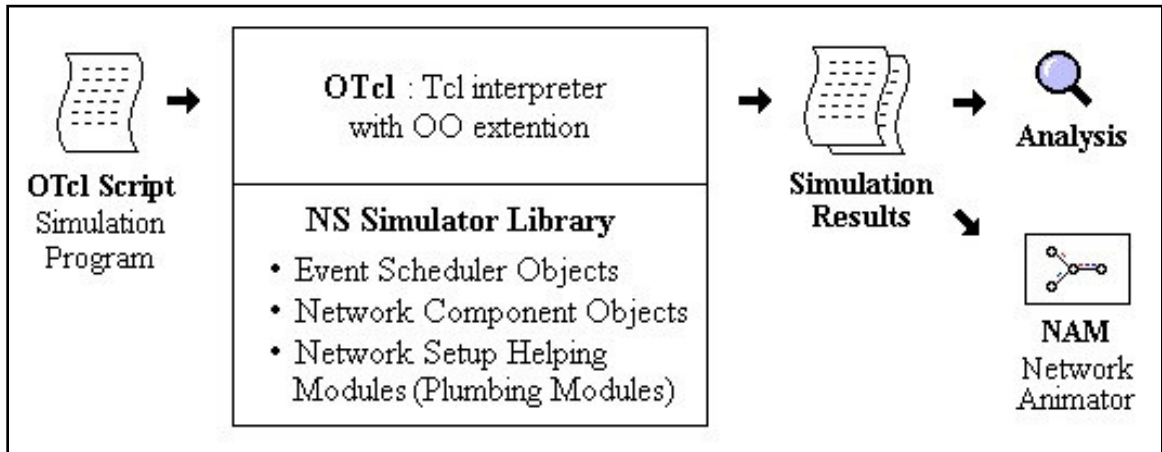 OTcl Script
Simulation
Program
OTcl : Tcl interpreter
with OO extention
NS Simulator Library
• Event Scheduler Objects
• Network Component Objects
• Network Setup Helping
Modules (Plumbing Modules)
Simulation
Results
Analysis
NAM
Network
Animator